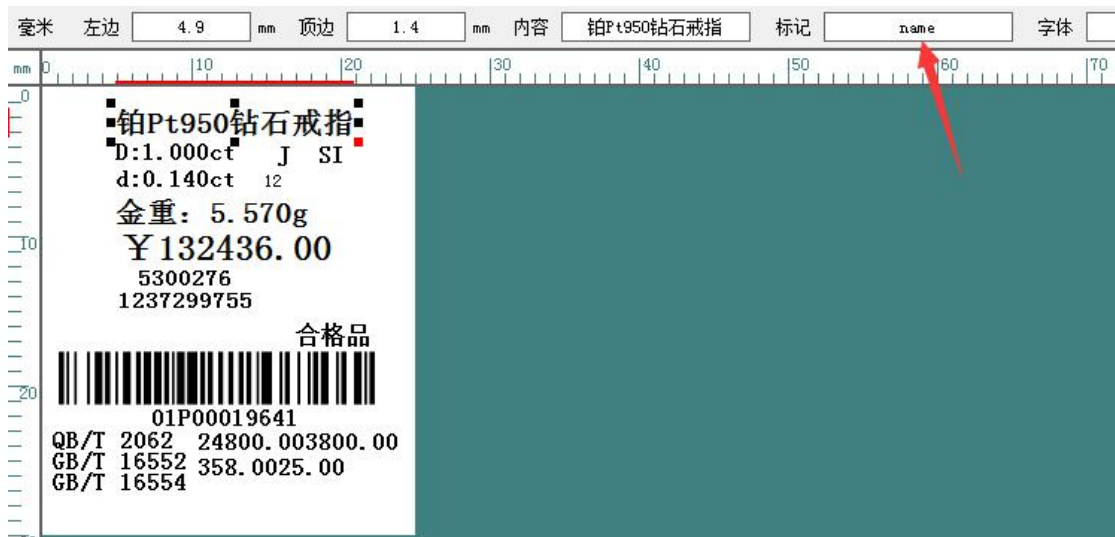 毫米 左边 4.9 mm 顶边 1.4 mm 内容 铂Pt950钻石戒指 标记 name 字体
mm 0 10 20 30 40 50 60 70
0
铂Pt950钻石戒指
D:1.000ct J SI
d:0.140ct 12
金重: 5.570g
10
¥132436.00
5300276
1237299755
合格品
20
01P00019641
QB/T 2062 24800.003800.00
GB/T 16552 358.0025.00
GB/T 16554